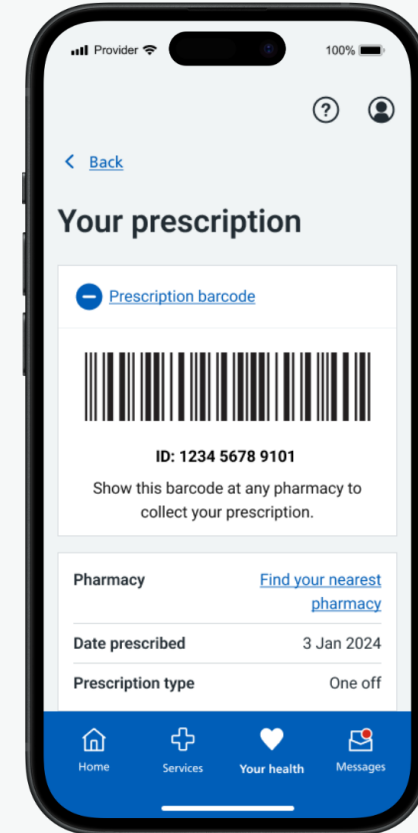 Provider 100%
?
Back
Your prescription
Prescription barcode
ID: 1234 5678 9101
Show this barcode at any pharmacy to
collect your prescription.
Pharmacy Find your nearest
pharmacy
Date prescribed 3 Jan 2024
Prescription type One off
Home Services Your health Messages